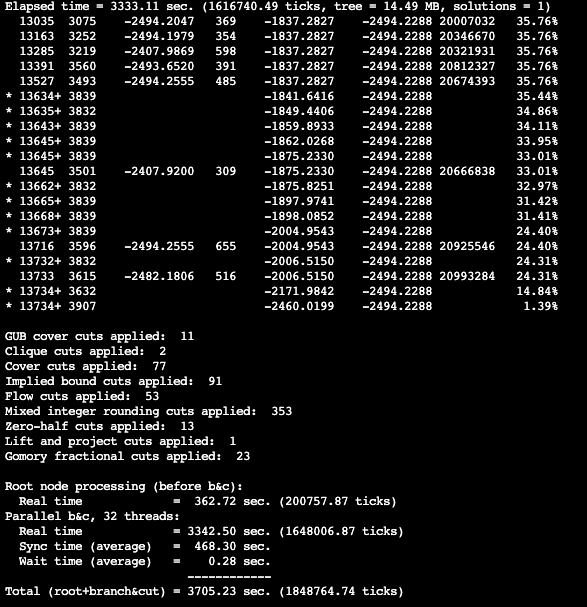 Elapsed time = 3333.11 sec. (1616740.49 ticks, tree = 14.49 MB, solutions = 1)
13035 3075 -2494.2047 369 -1837.2827 -2494.2288 20007032 35.76%
13163 3252 -2494.1979 354 -1837.2827 -2494.2288 20346670 35.76%
13285 3219 -2407.9869 598 -1837.2827 -2494.2288 20321931 35.76%
13391 3560 -2493.6520 391 -1837.2827 -2494.2288 20812327 35.76%
13527 3493 -2494.2555 485 -1837.2827 -2494.2288 20674393 35.76%
* 13634+ 3839 -1841.6416 -2494.2288 35.44%
* 13635+ 3832 -1849.4406 -2494.2288 34.86%
* 13643+ 3839 -1859.8933 -2494.2288 34.11%
* 13645+ 3839 -1862.0268 -2494.2288 33.95%
* 13645+ 3839 -1875.2330 -2494.2288 33.01%
13645 3501 -2407.9200 309 -1875.2330 -2494.2288 20666838 33.01%
* 13662+ 3832 -1875.8251 -2494.2288 32.97%
* 13665+ 3839 -1897.9741 -2494.2288 31.42%
* 13668+ 3839 -1898.0852 -2494.2288 31.41%
* 13673+ 3839 -2004.9543 -2494.2288 24.40%
13716 3596 -2494.2555 655 -2004.9543 -2494.2288 20925546 24.40%
* 13732+ 3832 -2006.5150 -2494.2288 24.31%
13733 3615 -2482.1806 516 -2006.5150 -2494.2288 20993284 24.31%
* 13734+ 3632 -2171.9842 -2494.2288 14.84%
* 13734+ 3907 -2460.0199 -2494.2288 1.39%
GUB cover cuts applied: 11
Clique cuts applied: 2
Cover cuts applied: 77
Implied bound cuts applied: 91
Flow cuts applied: 53
Mixed integer rounding cuts applied: 353
Zero-half cuts applied: 13
Lift and project cuts applied: 1
Gomory fractional cuts applied: 23
Root node processing (before b&c):
Real time = 362.72 sec. (200757.87 ticks)
Parallel b&c, 32 threads:
Real time = 3342.50 sec. (1648006.87 ticks)
Sync time (average) = 468.30 sec.
Wait time (average) = 0.28 sec.
------------
Total (root+branch&cut) = 3705.23 sec. (1848764.74 ticks)